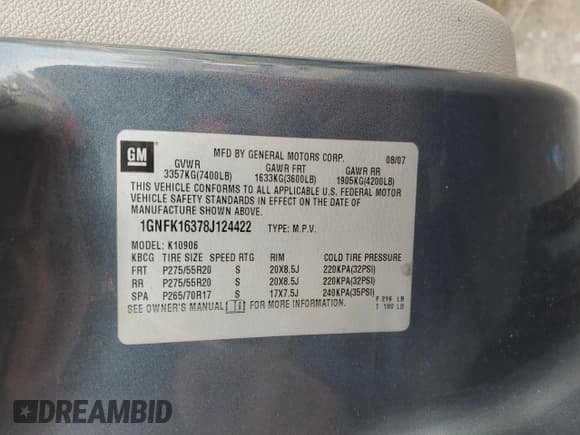 GM
MFD BY GENERAL MOTORS CORP. 08/07
GVWR GAWR FRT GAWR RR
3357KG(7400LB) 1633KG(3600LB) 1905KG(4200LB)
THIS VEHICLE CONFORMS TO ALL APPLICABLE U.S. FEDERAL MOTOR
VEHICLE SAFETY STANDARDS IN EFFECT ON THE DATE OF
MANUFACTURE SHOWN ABOVE.
1GNFK16378J124422 TYPE: M.P.V.
MODEL: K10906
KBCG TIRE SIZE SPEED RTG RIM COLD TIRE PRESSURE
FRT P275/55R20 S 20X8.5J 220KPA(32PSI)
RR P275/55R20 S 20X8.5J 220KPA(32PSI)
SPA P265/70R17 S 17X7.5J 240KPA(35PSI)
SEE OWNER'S MANUAL FOR MORE INFORMATION.
F 216 LB
T 180 LB
DREAMBID